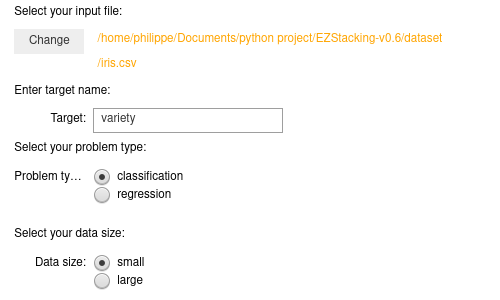 Select your input file:
Change /home/philippe/Documents/python project/EZStacking-v0.6/dataset
/iris.csv
Enter target name:
Target: variety
Select your problem type:
Problem ty… classification
regression
Select your data size:
Data size: small
large